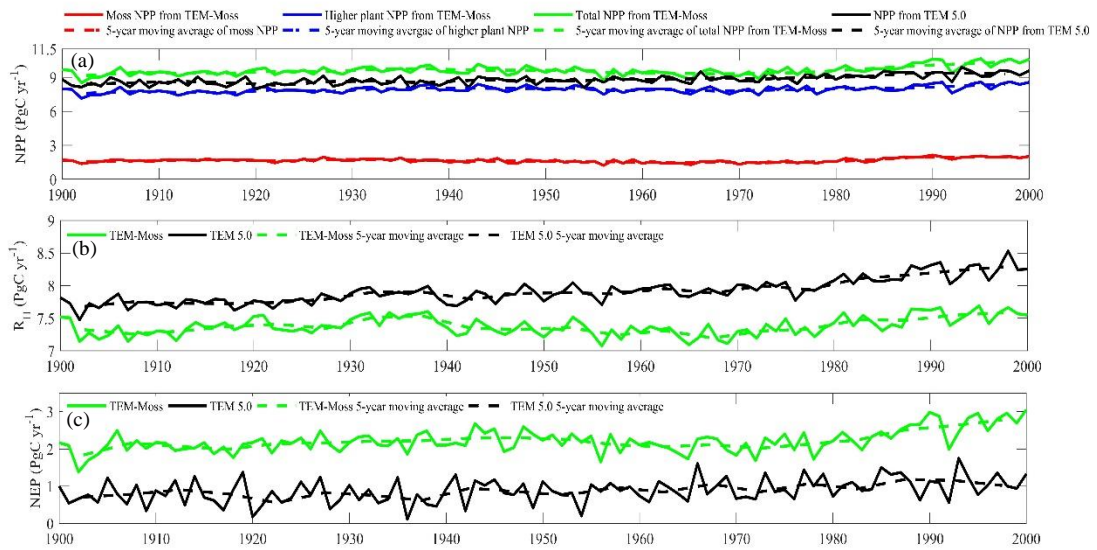 Moss NPP from TEM-Moss Higher plant NPP from TEM-Moss Total NPP from TEM-Moss NPP from TEM 5.0
5-year moving average of moss NPP 5-year moving avergae of higher plant NPP 5-year moving average of total NPP from TEM-Moss 5-year moving average of NPP from TEM 5.0
(a)
NPP (PgC yr-1)
11.5
9
6
3
0
1900 1910 1920 1930 1940 1950 1960 1970 1980 1990 2000
(b)
TEM-Moss TEM 5.0 TEM-Moss 5-year moving average TEM 5.0 5-year moving average
RH (PgC yr-1)
9
8.5
8
7.5
7
1900 1910 1920 1930 1940 1950 1960 1970 1980 1990 2000
(c)
TEM-Moss TEM 5.0 TEM-Moss 5-year moving average TEM 5.0 5-year moving average
NEP (PgC yr-1)
3
2
1
0
1900 1910 1920 1930 1940 1950 1960 1970 1980 1990 2000